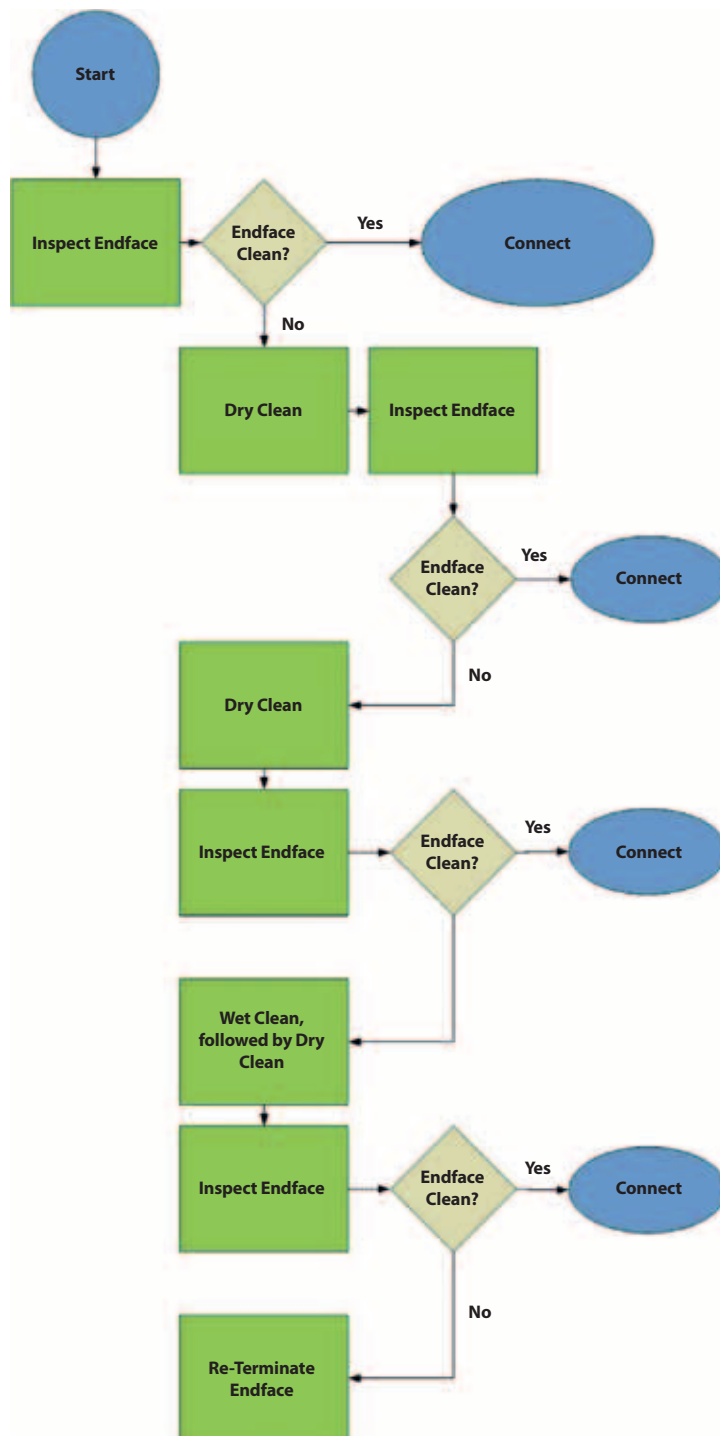 Start
Inspect Endface
Endface
Clean?
Yes
Connect
No
Dry Clean
Inspect Endface
Endface
Clean?
Yes
Connect
No
Dry Clean
Inspect Endface
Endface
Clean?
Yes
Connect
Wet Clean,
followed by Dry
Clean
Inspect Endface
Endface
Clean?
Yes
Connect
No
Re-Terminate
Endface